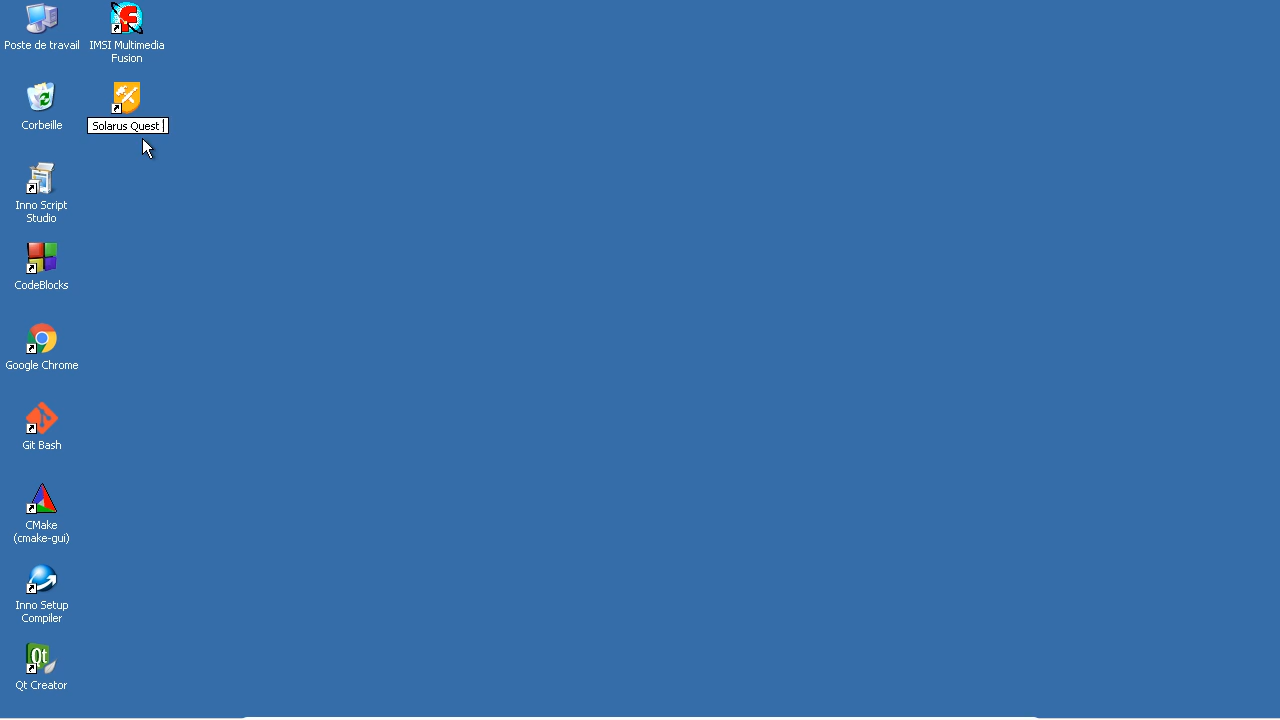 Poste de travail
IMSI Multimedia
Fusion
Corbeille
Solarus Quest
Inno Script
Studio
CodeBlocks
Google Chrome
Git Bash
CMake
(cmake-gui)
Inno Setup
Compiler
Qt
Qt Creator